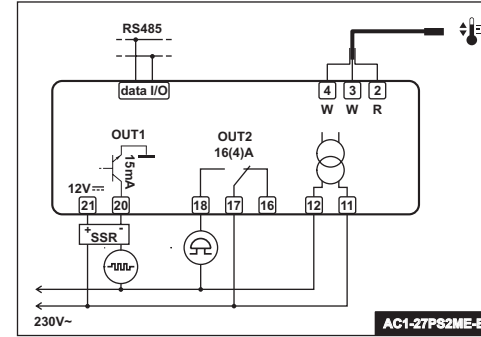 RS485
data I/O
4 3 2
W W R
OUT1
OUT2
16(4)A
15mA
12V
21 20 18 17 16 12 11
+ SSR -
230V~
AC1-27PS2ME-B